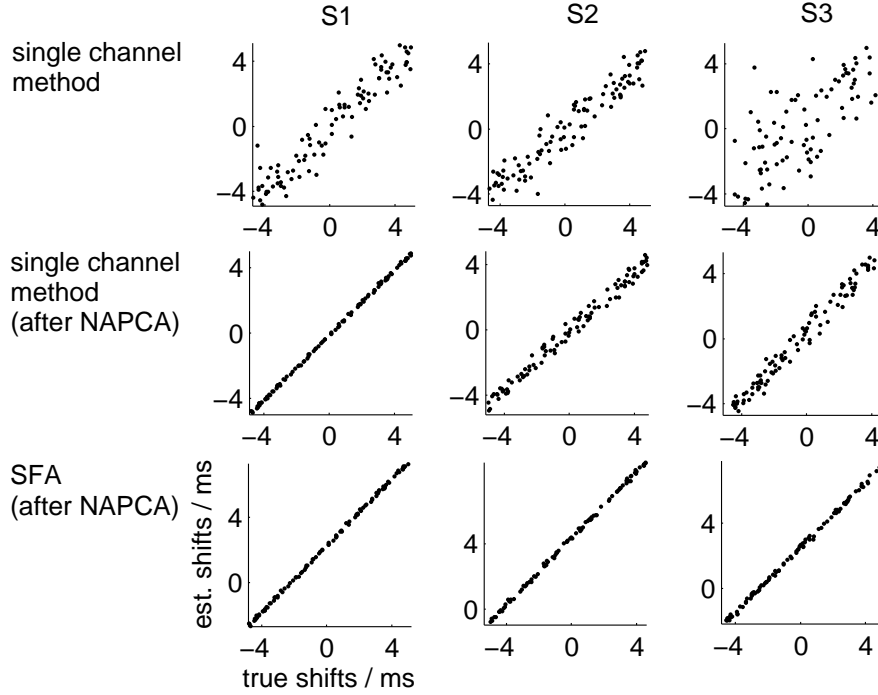 S1 S2 S3
single channel
method
4 4 4
0 0 0
−4 −4 −4
−4 0 4 −4 0 4 −4 0 4
single channel
method
(after NAPCA)
4 4 4
0 0 0
−4 −4 −4
−4 0 4 −4 0 4 −4 0 4
SFA
(after NAPCA)
est. shifts / ms
4 4 4
0 0 0
−4 0 4 −4 0 4 −4 0 4
true shifts / ms